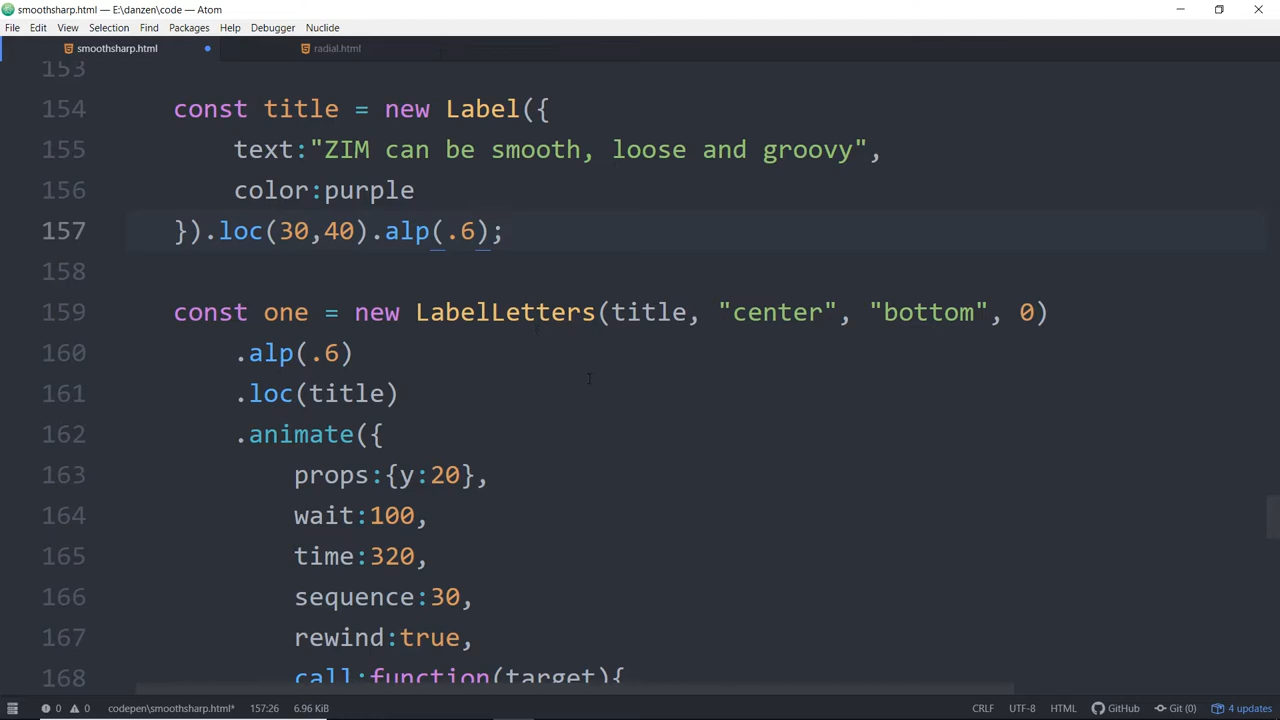 smoothsharp.html — E:\danzen\code — Atom
File Edit View Selection Find Packages Help Debugger Nuclide
smoothsharp.html radial.html
153
154 const title = new Label({
155 text:"ZIM can be smooth, loose and groovy",
156 color:purple
157 }).loc(30,40).alp(.6);
158
159 const one = new LabelLetters(title, "center", "bottom", 0)
160 .alp(.6)
161 .loc(title)
162 .animate({
163 props:{y:20},
164 wait:100,
165 time:320,
166 sequence:30,
167 rewind:true,
168 call:function(target){
0 0 codepen\smoothsharp.html* 157:26 6.96 KiB CRLF UTF-8 HTML GitHub Git (0) 4 updates